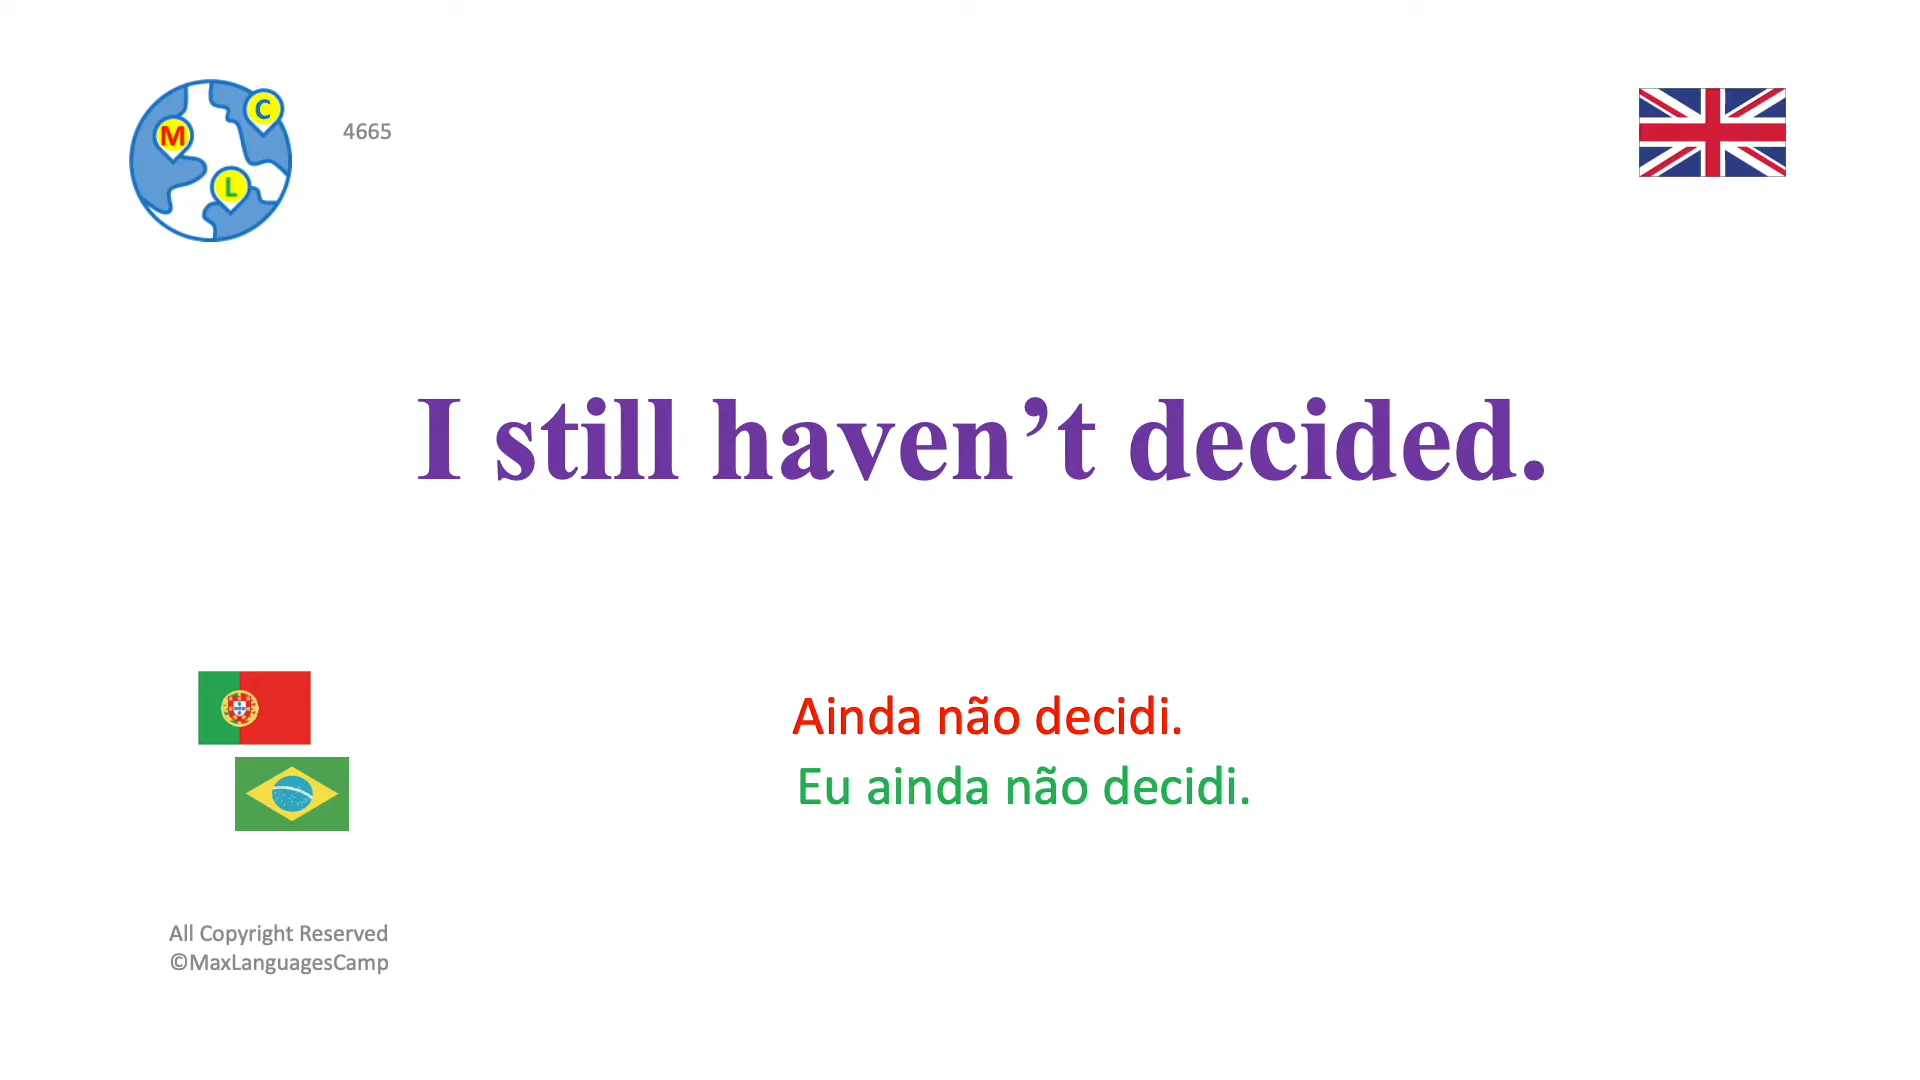 M
C
L
4665
I still haven’t decided.
Ainda não decidi.
Eu ainda não decidi.
All Copyright Reserved
©MaxLanguagesCamp